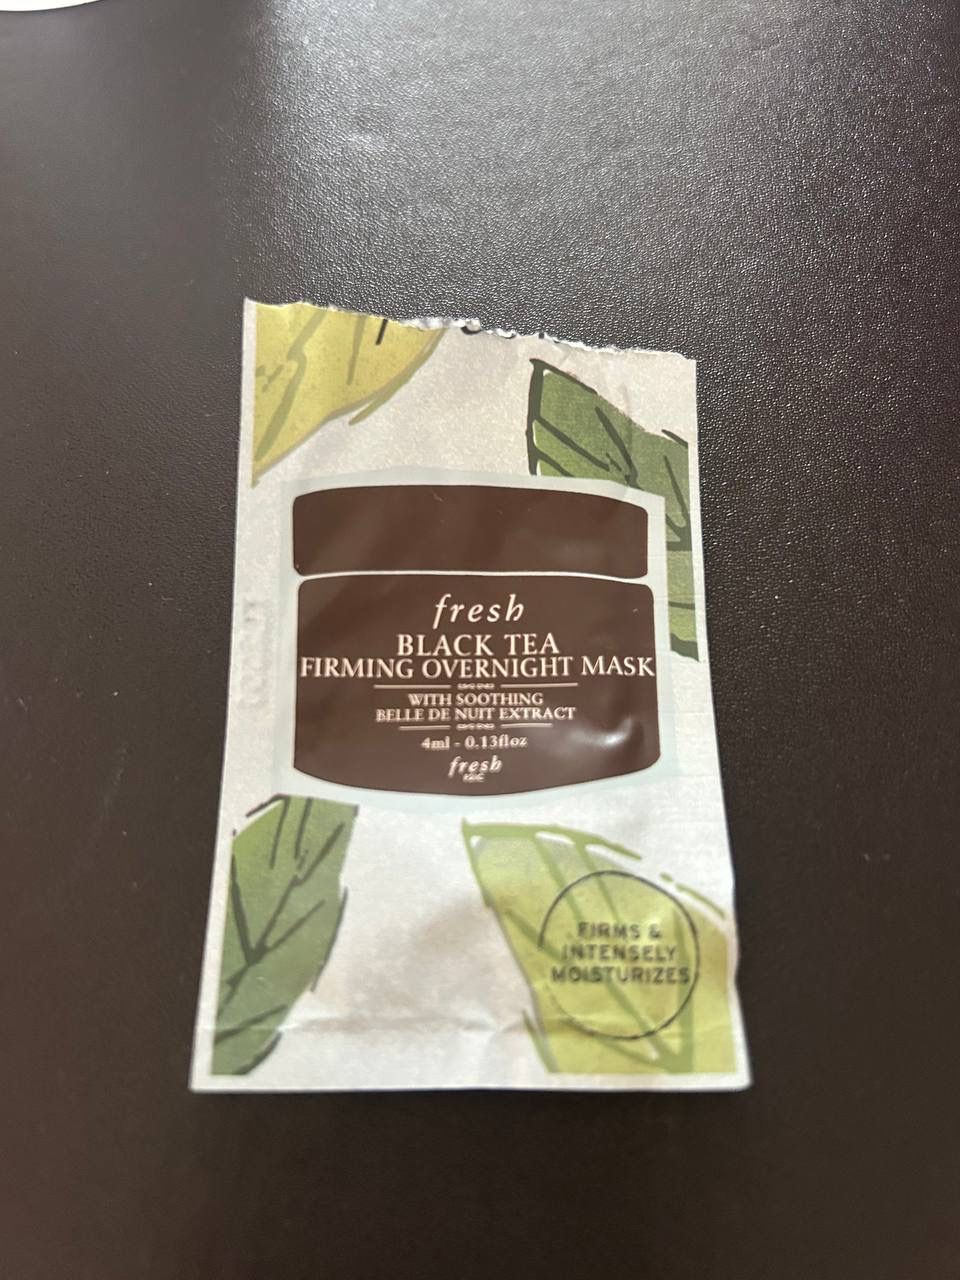 fresh
BLACK TEA
FIRMING OVERNIGHT MASK
WITH SOOTHING
BELLE DE NUIT EXTRACT
4ml - 0.13floz
fresh
FIRMS &
INTENSELY
MOISTURIZES